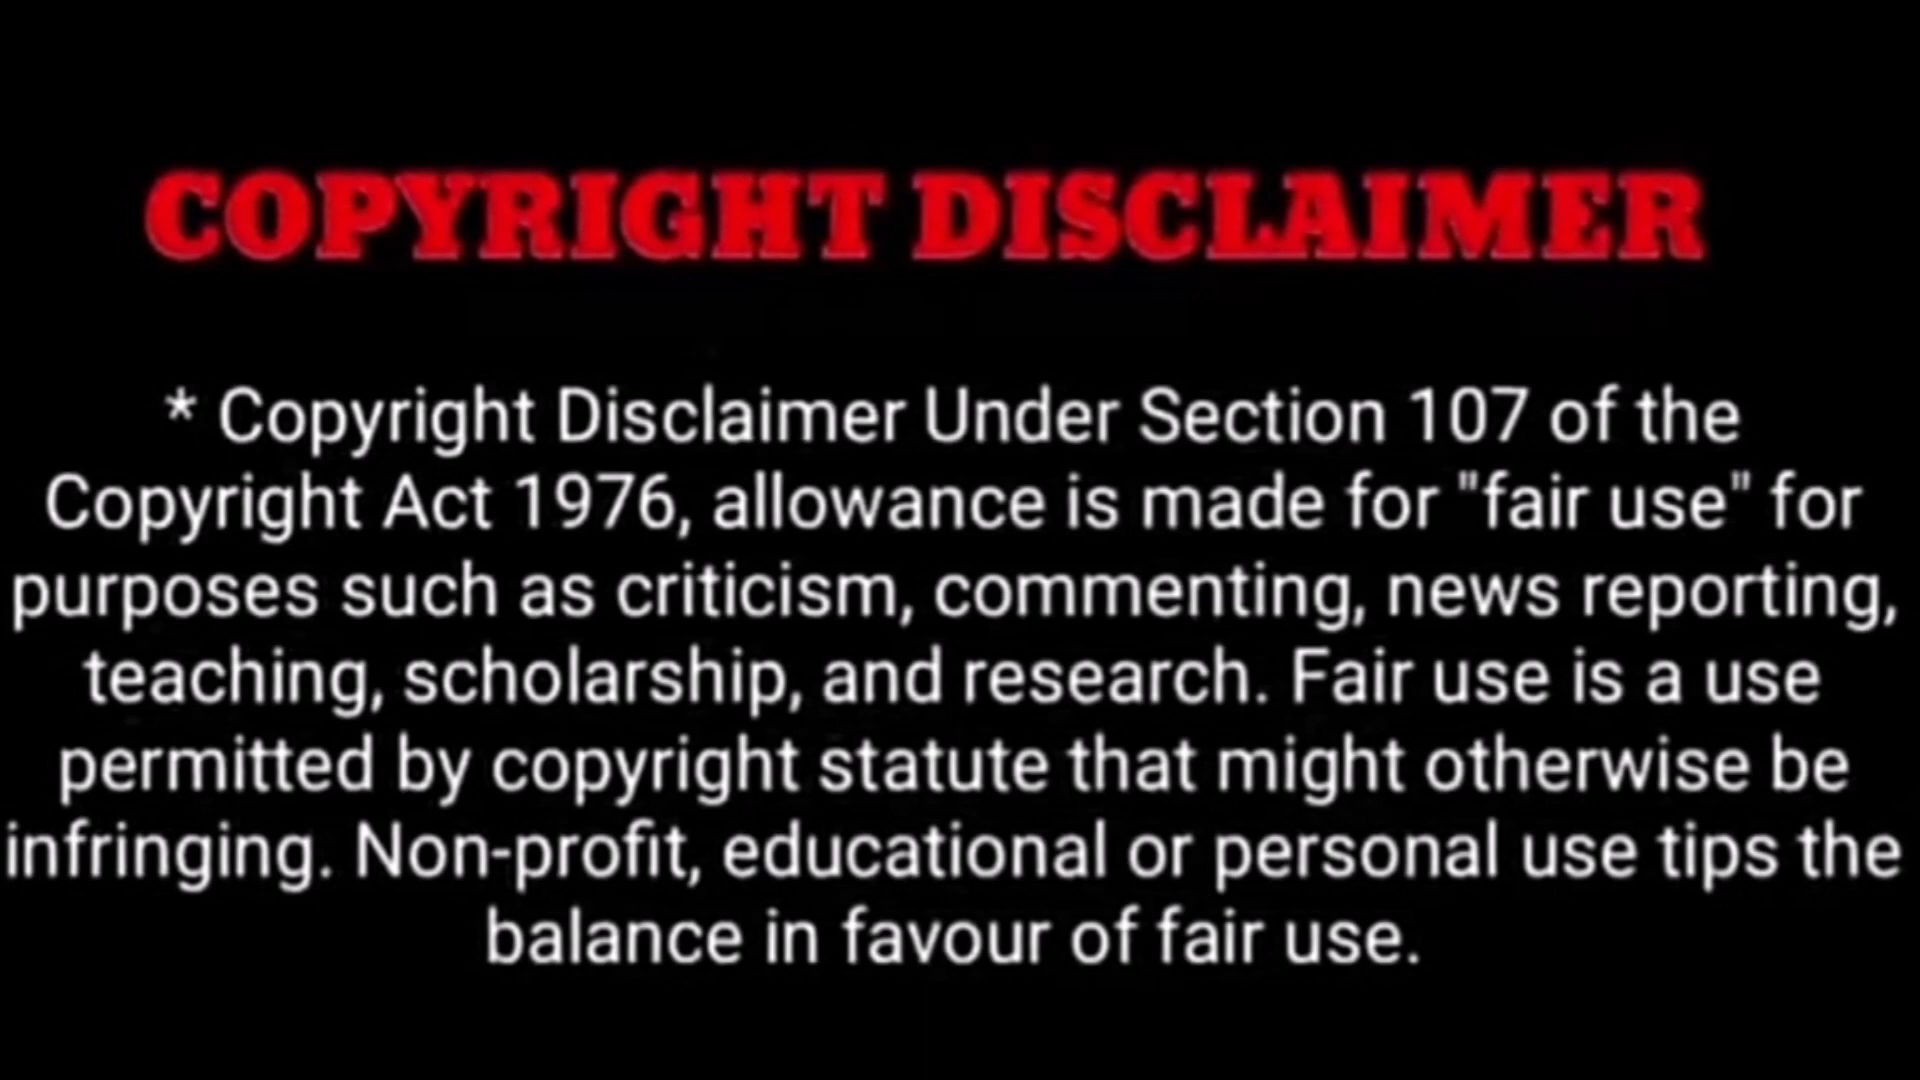 COPYRIGHT DISCLAIMER
* Copyright Disclaimer Under Section 107 of the
Copyright Act 1976, allowance is made for "fair use" for
purposes such as criticism, commenting, news reporting,
teaching, scholarship, and research. Fair use is a use
permitted by copyright statute that might otherwise be
infringing. Non-profit, educational or personal use tips the
balance in favour of fair use.